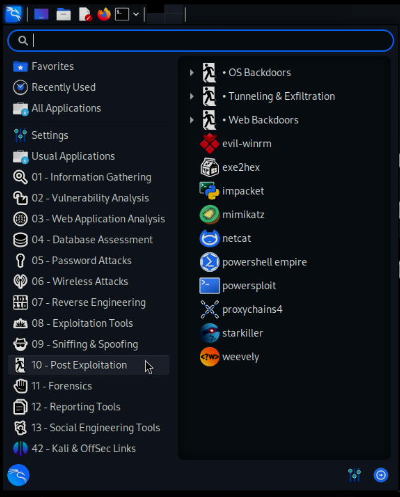 Favorites
Recently Used
All Applications
Settings
Usual Applications
01 - Information Gathering
02 - Vulnerability Analysis
03 - Web Application Analysis
04 - Database Assessment
05 - Password Attacks
06 - Wireless Attacks
07 - Reverse Engineering
08 - Exploitation Tools
09 - Sniffing & Spoofing
10 - Post Exploitation
11 - Forensics
12 - Reporting Tools
13 - Social Engineering Tools
42 - Kali & OffSec Links
• OS Backdoors
• Tunneling & Exfiltration
• Web Backdoors
evil-winrm
exe2hex
impacket
mimikatz
netcat
powershell empire
powersploit
proxychains4
starkiller
weevely